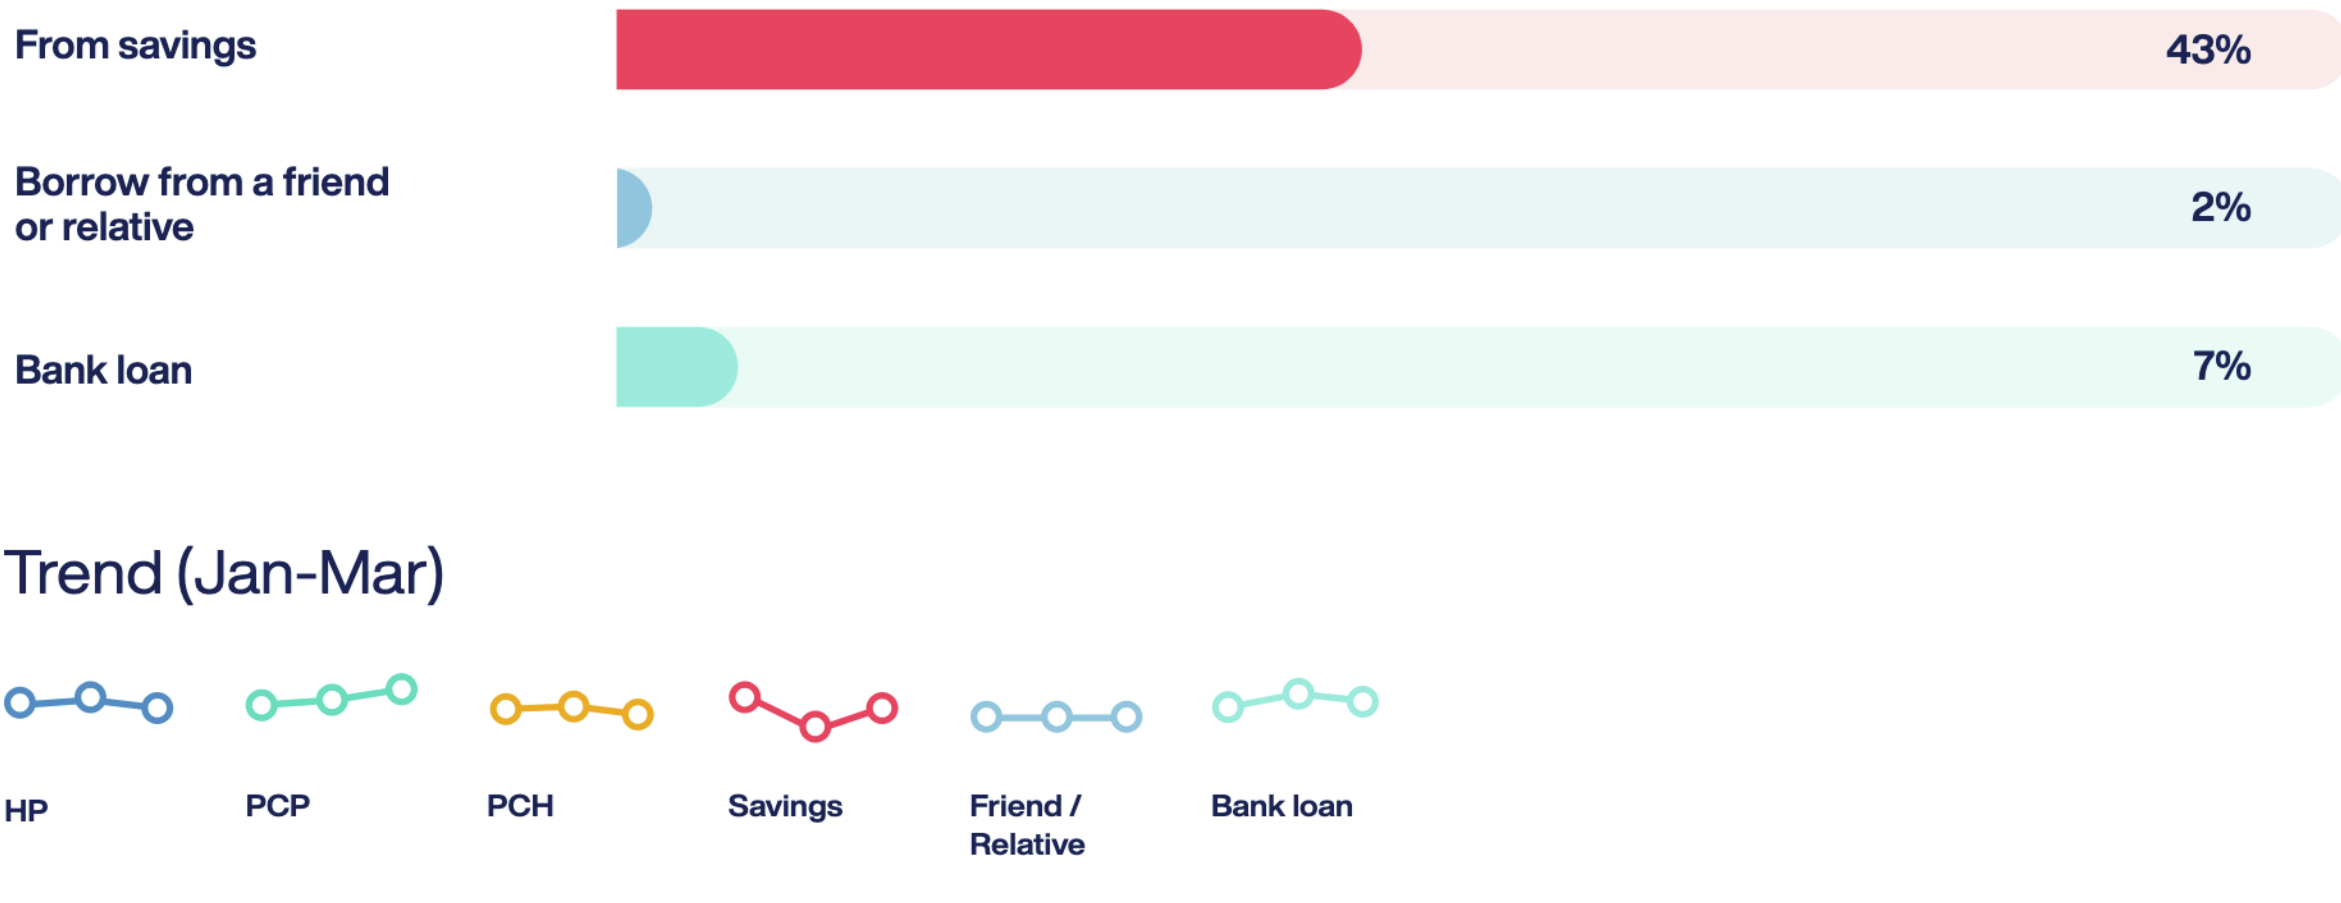 From savings
43%
Borrow from a friend
or relative
2%
Bank loan
7%
Trend (Jan-Mar)
HP
PCP
PCH
Savings
Friend /
Relative
Bank loan